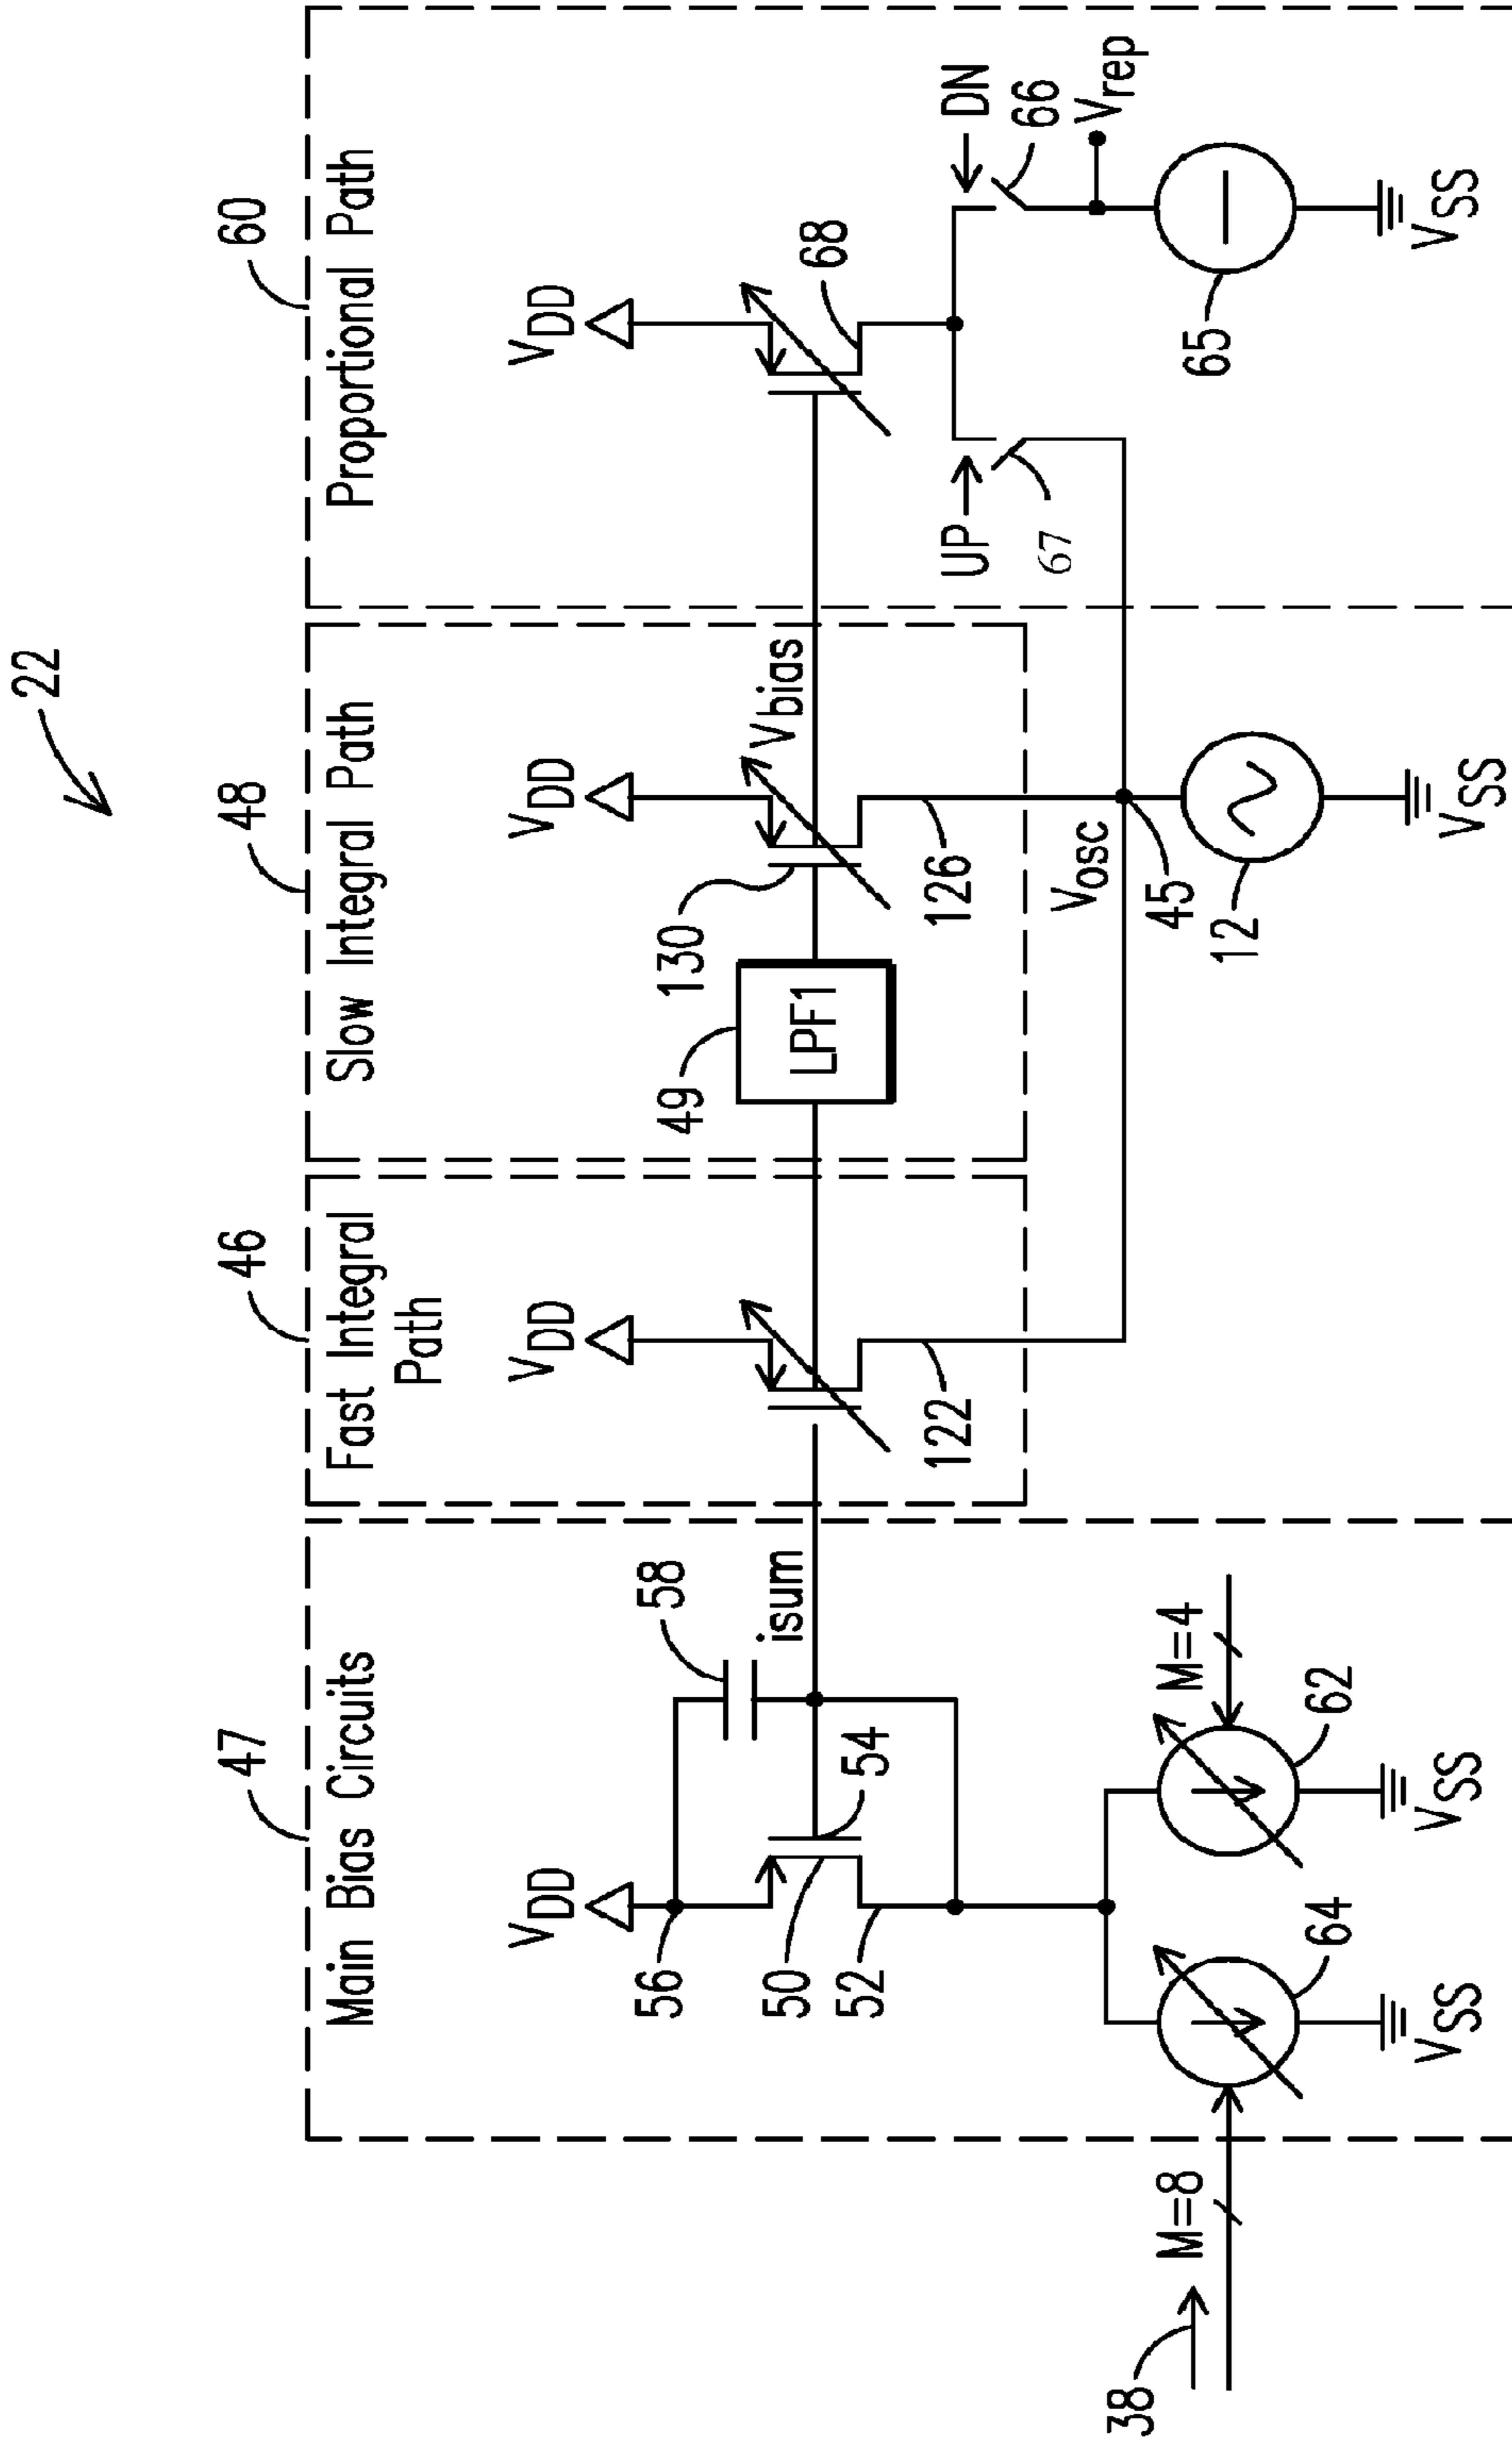 22
47
46
48
60
Main Bias Circuits
Fast Integral
Path
Slow Integral Path
Proportional Path
VDD
VDD
VDD
VDD
56
58
50
52
54
isum
49
LPF1
130
Vbias
68
122
126
UP
67
DN
66
Vrep
Vosc
45
12
65
38
M=8
M=4
64
62
VSS
VSS
VSS
VSS